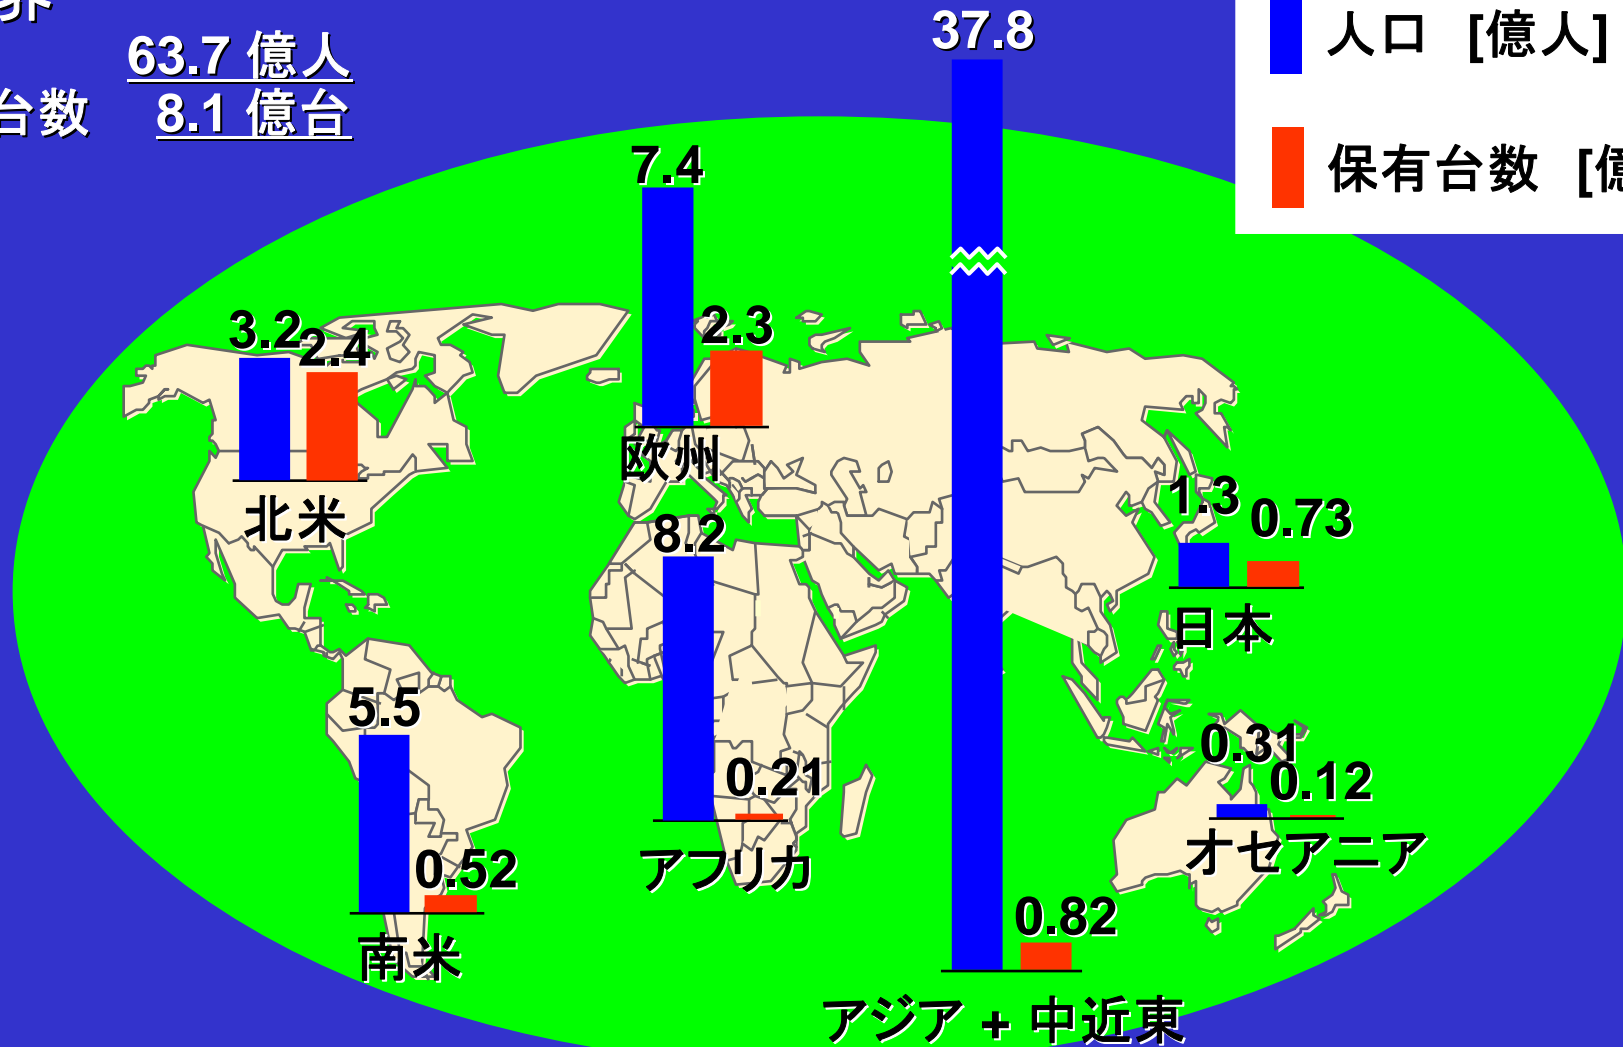 界
63.7 億人
台数 8.1 億台
人口 [億人]
保有台数 [億
37.8
7.4
2.3
欧州
3.2
2.4
北米
8.2
0.21
アフリカ
1.3
0.73
日本
5.5
0.52
南米
0.31
0.12
オセアニア
0.82
アジア + 中近東